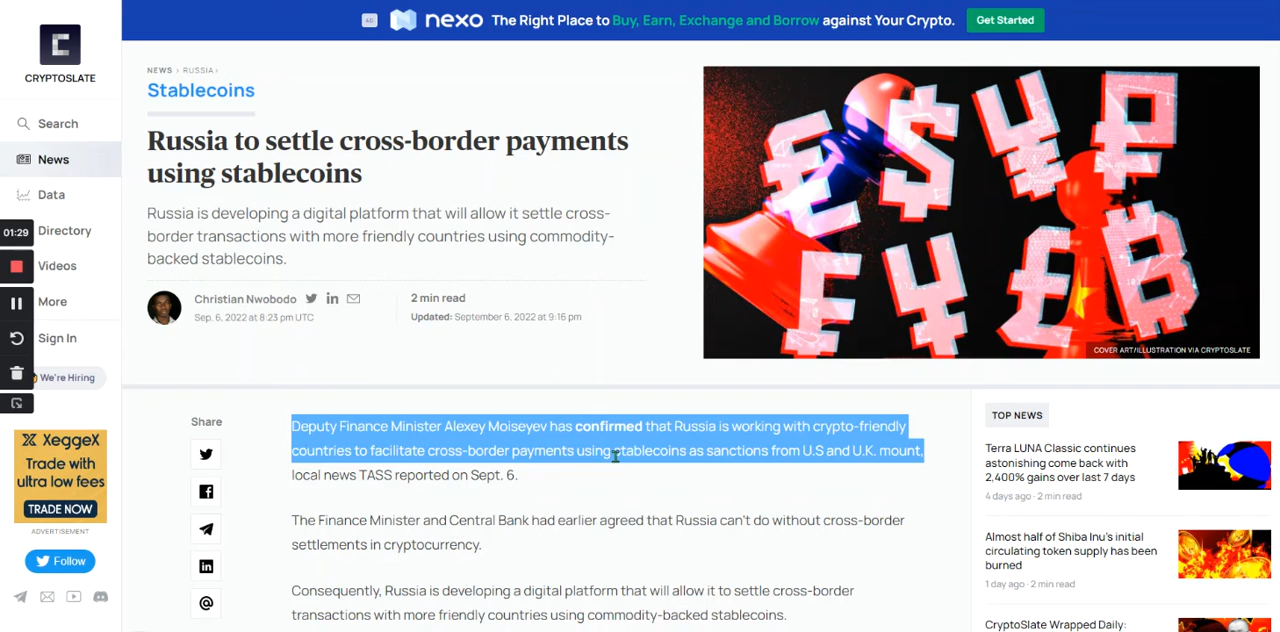 AD nexo The Right Place to Buy, Earn, Exchange and Borrow against Your Crypto. Get Started
CRYPTOSLATE
Search
News
Data
01:29
Directory
Videos
More
Sign In
We're Hiring
XeggeX
Trade with
ultra low fees
TRADE NOW
ADVERTISEMENT
Follow
NEWS › RUSSIA ›
Stablecoins
Russia to settle cross-border payments
using stablecoins
Russia is developing a digital platform that will allow it settle cross-
border transactions with more friendly countries using commodity-
backed stablecoins.
Christian Nwobodo
Sep. 6, 2022 at 8:23 pm UTC
2 min read
Updated: September 6, 2022 at 9:16 pm
COVER ART/ILLUSTRATION VIA CRYPTOSLATE
Share
Deputy Finance Minister Alexey Moiseyev has confirmed that Russia is working with crypto-friendly
countries to facilitate cross-border payments using stablecoins as sanctions from U.S and U.K. mount,
local news TASS reported on Sept. 6.
The Finance Minister and Central Bank had earlier agreed that Russia can't do without cross-border
settlements in cryptocurrency.
Consequently, Russia is developing a digital platform that will allow it to settle cross-border
transactions with more friendly countries using commodity-backed stablecoins.
TOP NEWS
Terra LUNA Classic continues
astonishing come back with
2,400% gains over last 7 days
4 days ago · 2 min read
Almost half of Shiba Inu's initial
circulating token supply has been
burned
1 day ago · 2 min read
CryptoSlate Wrapped Daily: